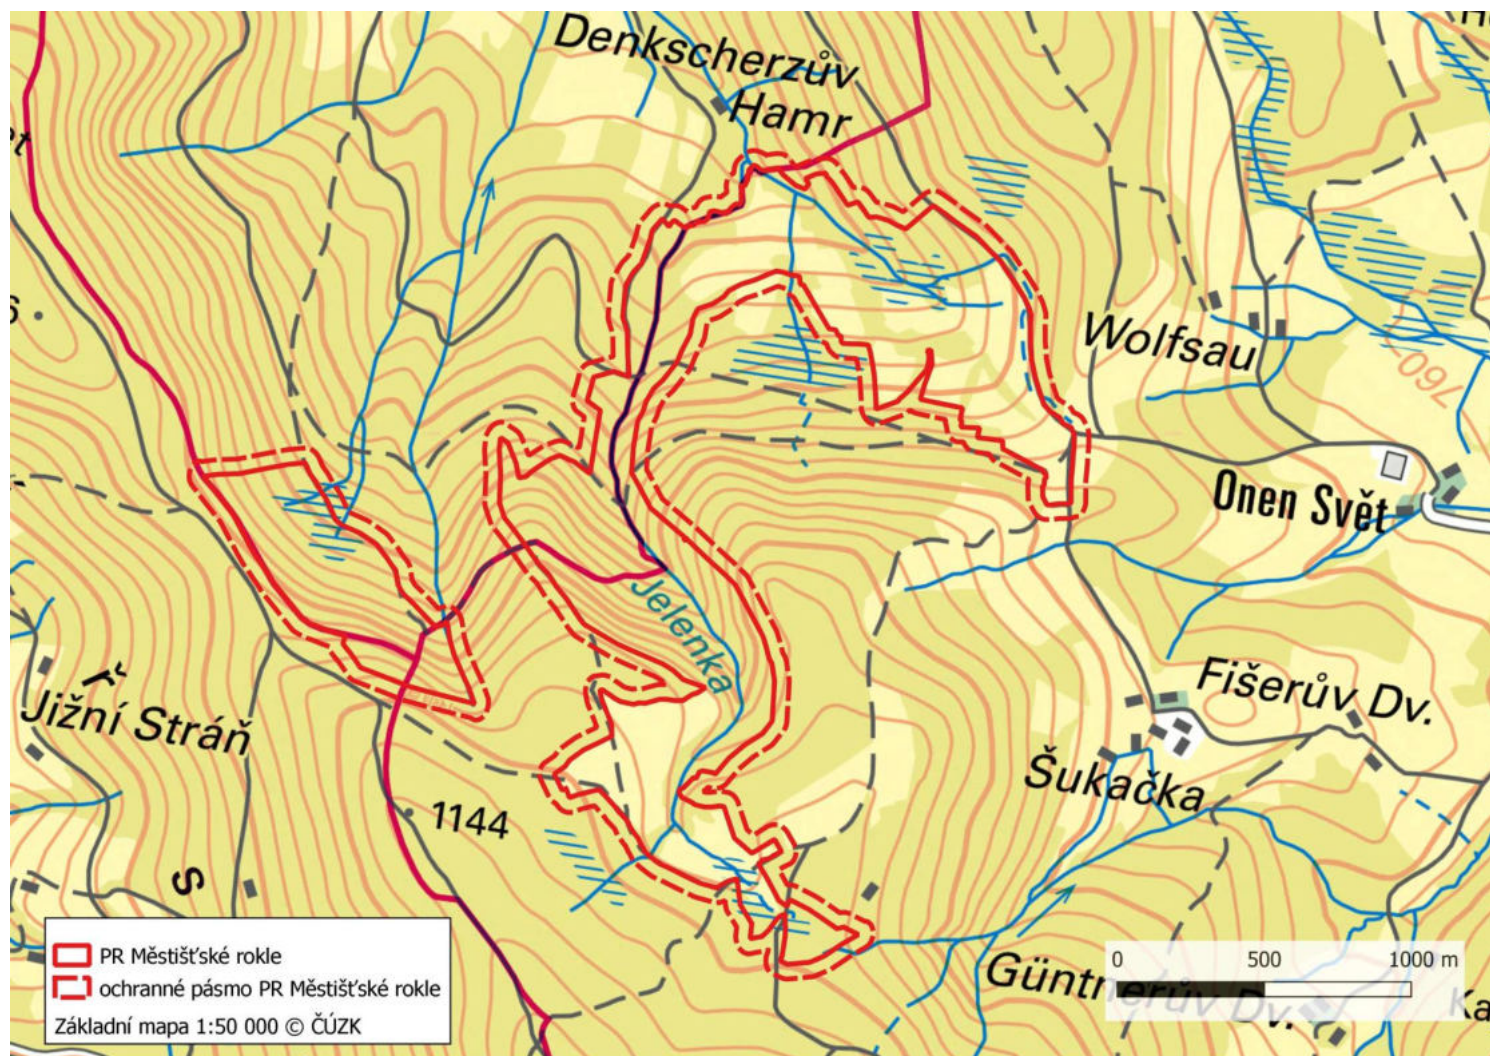 Denkscherzův
Hamr
Wolfsau
760
Onen Svět
Jelenka
Fišerův Dv.
Jižní Stráň
Šukačka
1144
S
PR Městišťské rokle
ochranné pásmo PR Městišťské rokle
Základní mapa 1:50 000 © ČÚZK
Güntnerův Dv.
0 500 1000 m